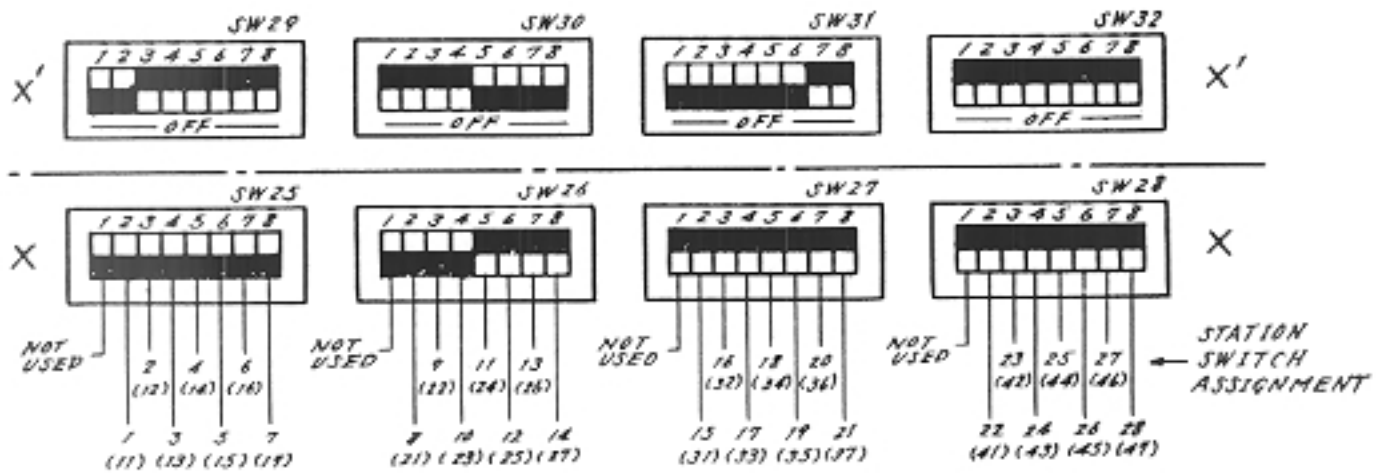 SW29 SW30 SW31 SW32
1 2 3 4 5 6 7 8 1 2 3 4 5 6 7 8 1 2 3 4 5 6 7 8 1 2 3 4 5 6 7 8
X' X'
OFF OFF OFF OFF
SW25 SW26 SW27 SW28
1 2 3 4 5 6 7 8 1 2 3 4 5 6 7 8 1 2 3 4 5 6 7 8 1 2 3 4 5 6 7 8
X X
NOT USED NOT USED NOT USED NOT USED
2 4 6 9 11 13 16 18 20 23 25 27
(12) (14) (16) (22) (24) (26) (32) (34) (36) (42) (44) (46)
STATION
SWITCH
ASSIGNMENT
1 3 5 7 8 10 12 14 15 17 19 21 22 24 26 28
(11) (13) (15) (21) (23) (25) (27) (31) (33) (35) (37) (41) (43) (45)